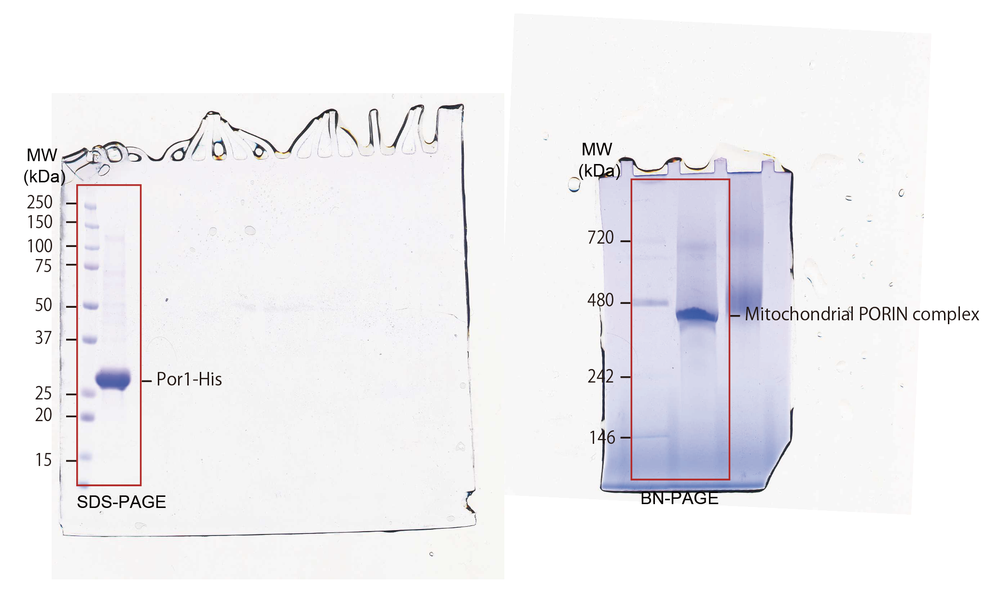 MW
(kDa)
250
150
100
75
50
37
25
20
15
Por1-His
SDS-PAGE
MW
(kDa)
720
480
242
146
Mitochondrial PORIN complex
BN-PAGE